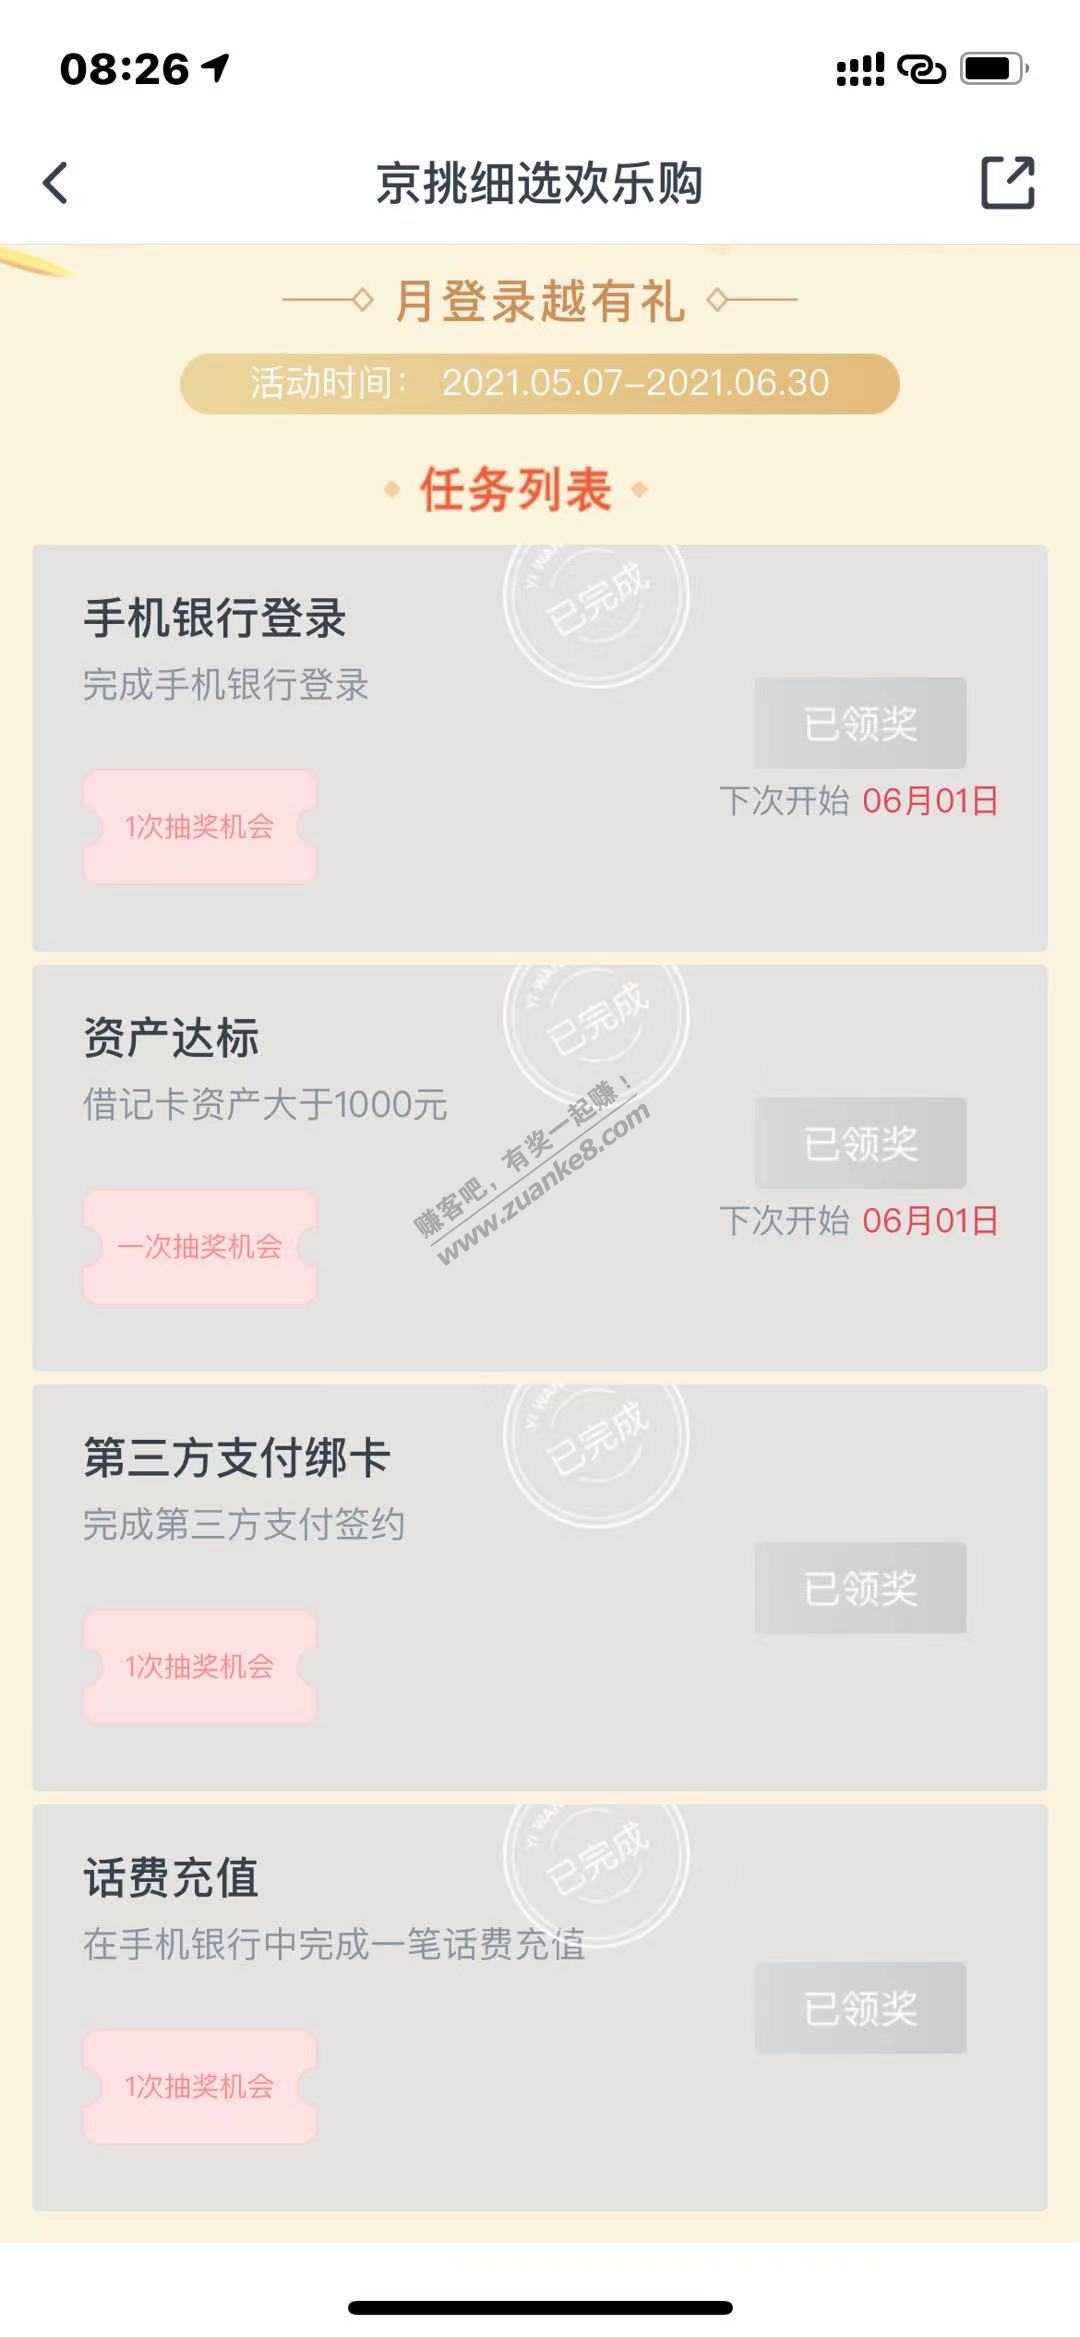 08:26
京挑细选欢乐购
月登录越有礼
活动时间： 2021.05.07-2021.06.30
任务列表
YI WAN
已完成
手机银行登录
完成手机银行登录
已领奖
下次开始 06月01日
1次抽奖机会
YI WAN
已完成
资产达标
借记卡资产大于1000元
已领奖
下次开始 06月01日
一次抽奖机会
赚客吧，有奖一起赚！
www.zuanke8.com
YI WAN
已完成
第三方支付绑卡
完成第三方支付签约
已领奖
1次抽奖机会
YI WAN
已完成
话费充值
在手机银行中完成一笔话费充值
已领奖
1次抽奖机会